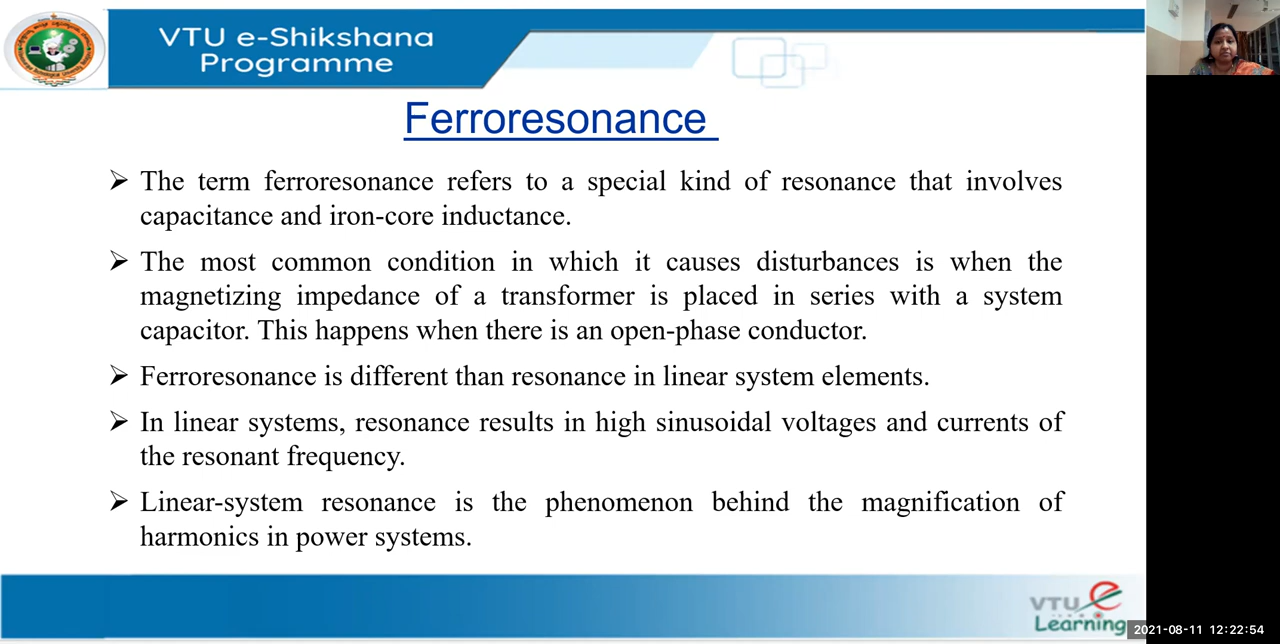 VTU e-Shikshana
Programme
Ferroresonance
➢ The term ferroresonance refers to a special kind of resonance that involves
capacitance and iron-core inductance.
➢ The most common condition in which it causes disturbances is when the
magnetizing impedance of a transformer is placed in series with a system
capacitor. This happens when there is an open-phase conductor.
➢ Ferroresonance is different than resonance in linear system elements.
➢ In linear systems, resonance results in high sinusoidal voltages and currents of
the resonant frequency.
➢ Linear-system resonance is the phenomenon behind the magnification of
harmonics in power systems.
VTU e
Learning
2021-08-11 12:22:54